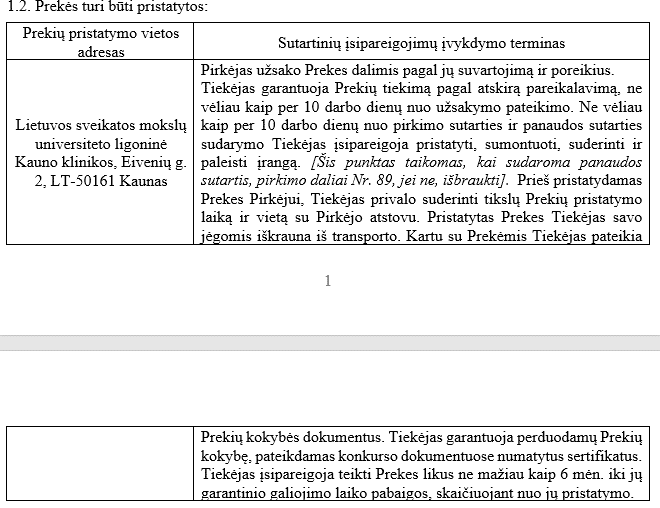 1.2. Prekės turi būti pristatytos:
Prekių pristatymo vietos
adresas
Sutartinių įsipareigojimų įvykdymo terminas
Lietuvos sveikatos mokslų
universiteto ligoninė
Kauno klinikos, Eivenių g.
2, LT-50161 Kaunas
Pirkėjas užsako Prekes dalimis pagal jų suvartojimą ir poreikius.
Tiekėjas garantuoja Prekių tiekimą pagal atskirą pareikalavimą, ne
vėliau kaip per 10 darbo dienų nuo užsakymo pateikimo. Ne vėliau
kaip per 10 darbo dienų nuo pirkimo sutarties ir panaudos sutarties
sudarymo Tiekėjas įsipareigoja pristatyti, sumontuoti, suderinti ir
paleisti įrangą. [Šis punktas taikomas, kai sudaroma panaudos
sutartis, pirkimo daliai Nr. 89, jei ne, išbraukti]. Prieš pristatydamas
Prekes Pirkėjui, Tiekėjas privalo suderinti tikslų Prekių pristatymo
laiką ir vietą su Pirkėjo atstovu. Pristatytas Prekes Tiekėjas savo
jėgomis iškrauna iš transporto. Kartu su Prekėmis Tiekėjas pateikia
1
Prekių kokybės dokumentus. Tiekėjas garantuoja perduodamų Prekių
kokybę, pateikdamas konkurso dokumentuose numatytus sertifikatus.
Tiekėjas įsipareigoja teikti Prekes likus ne mažiau kaip 6 mėn. iki jų
garantinio galiojimo laiko pabaigos, skaičiuojant nuo jų pristatymo.